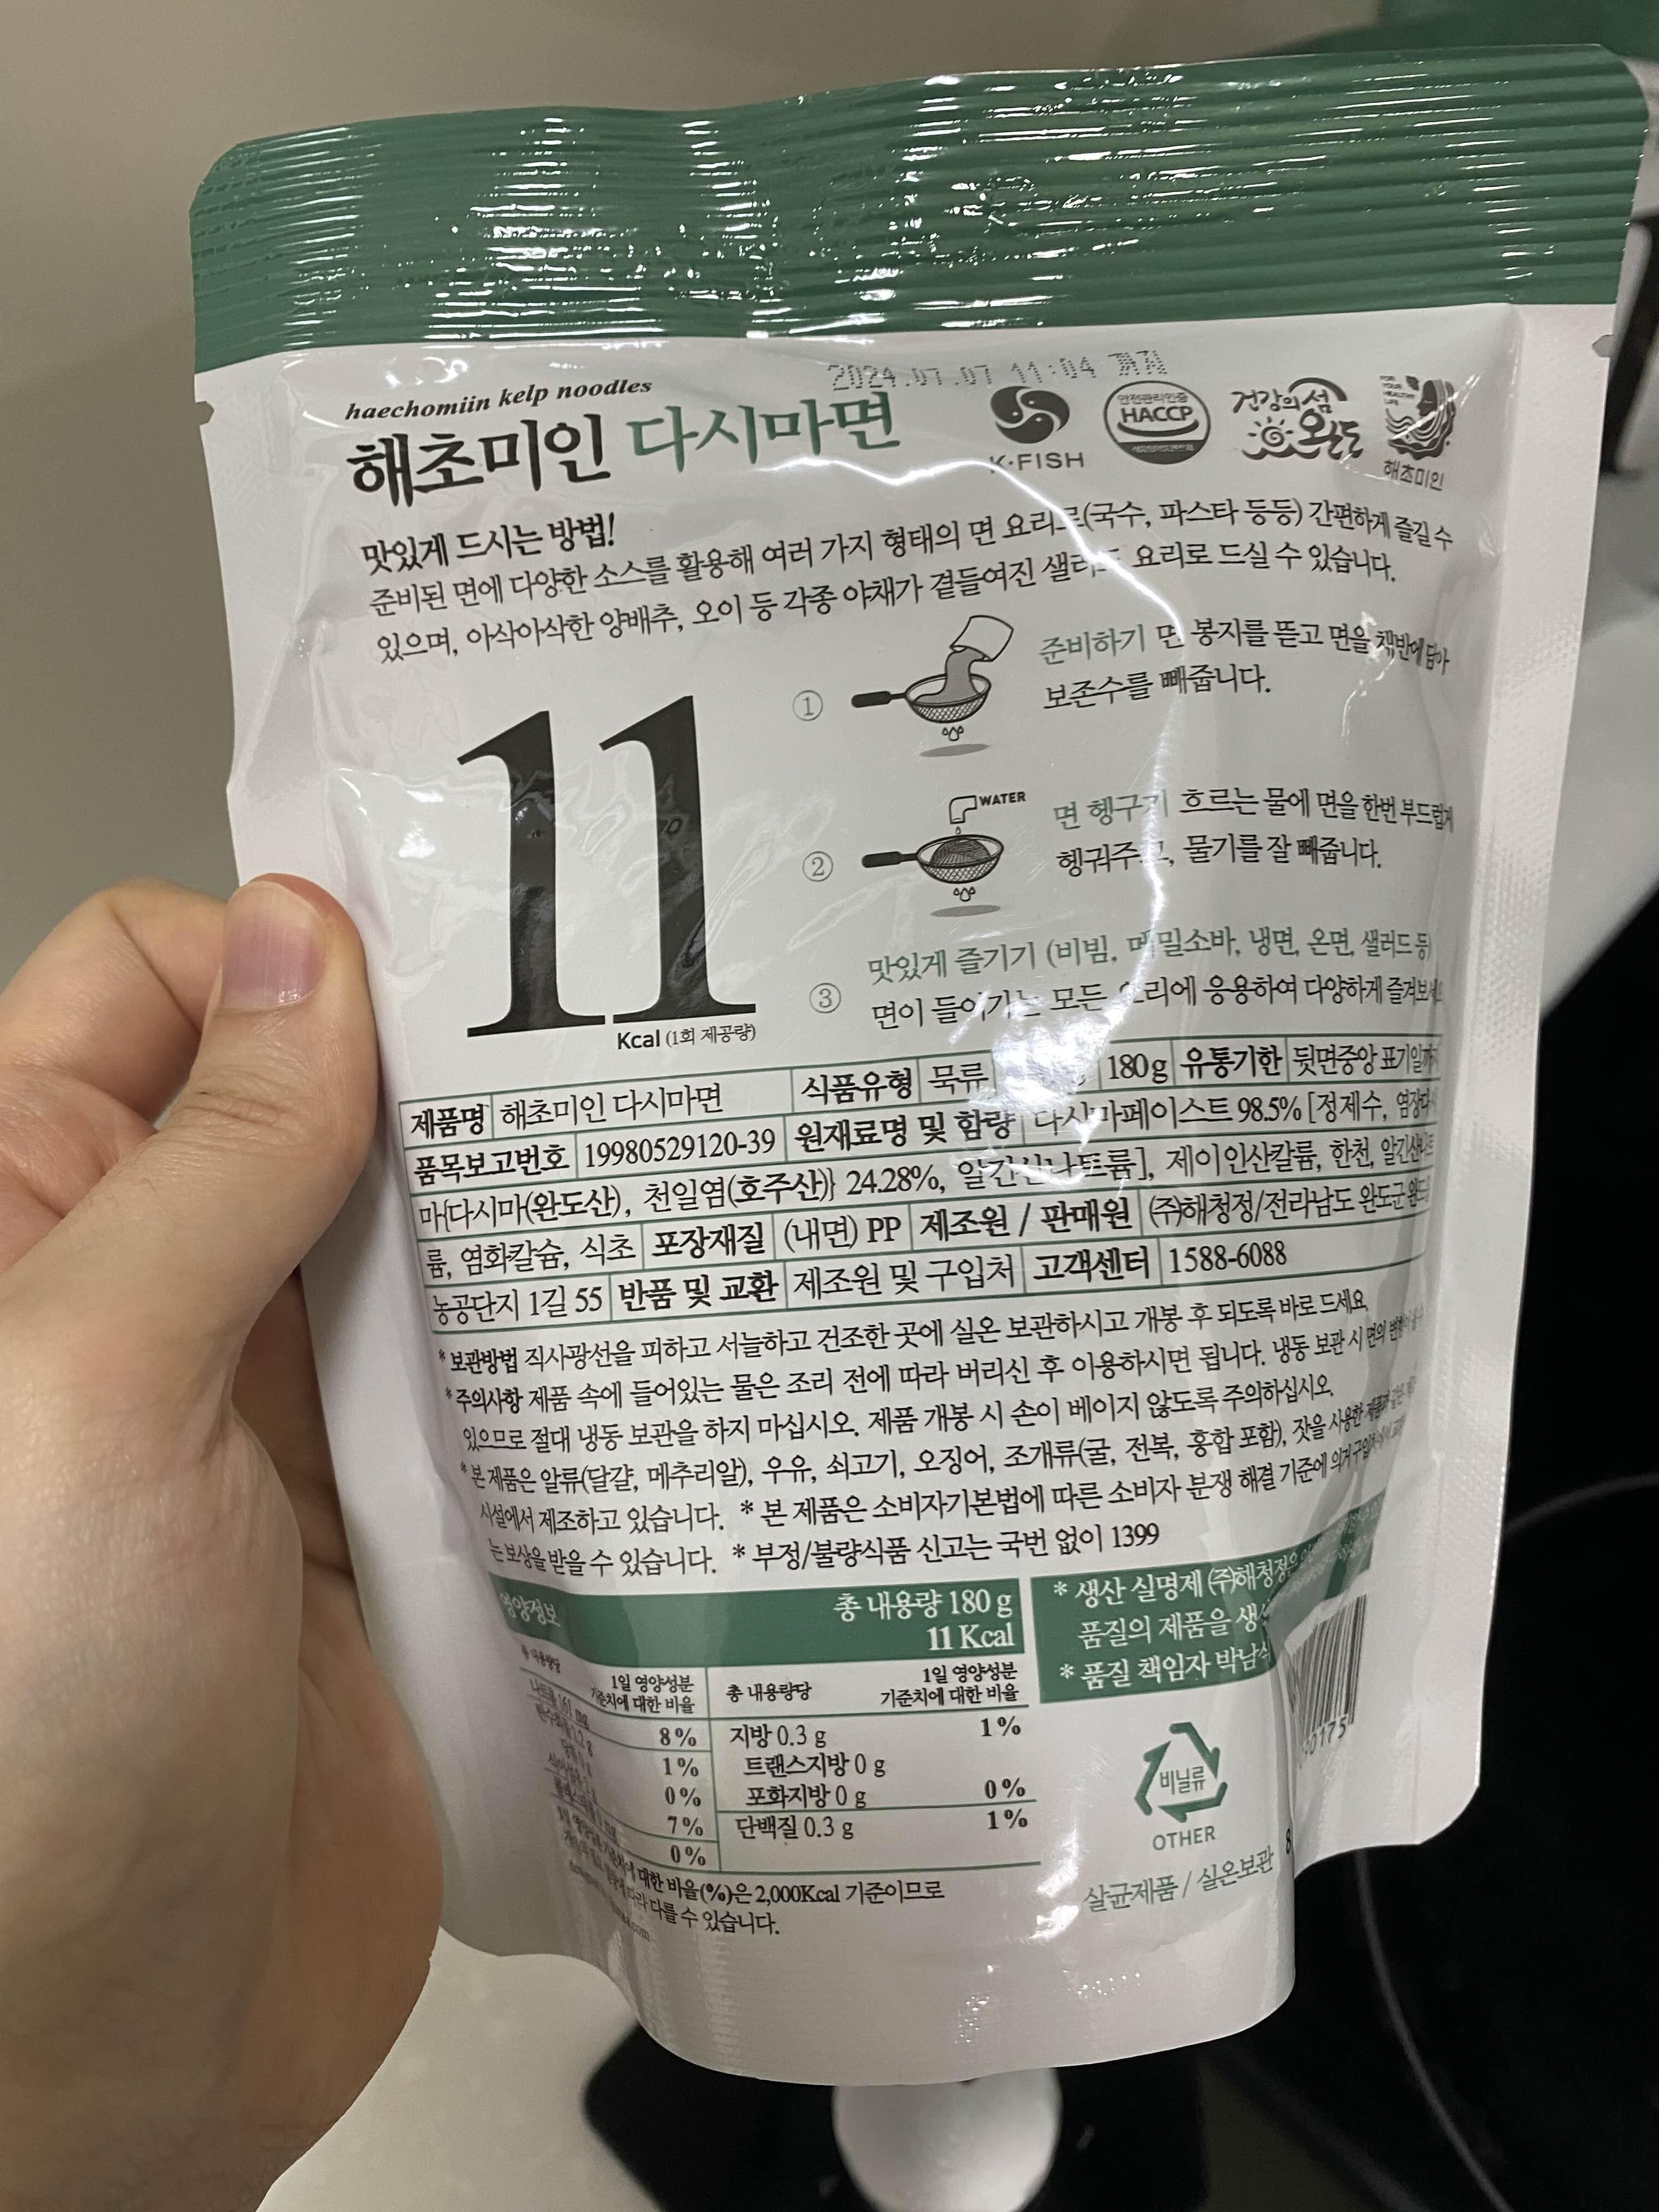 2024.07.07 11:04 까지
haechomiin kelp noodles
해초미인 다시마면
K·FISH
안전관리인증
HACCP
건강의 섬
완도
FOR
YOUR
HEALTHY
LIFE
해초미인
맛있게 드시는 방법!
준비된 면에 다양한 소스를 활용해 여러 가지 형태의 면 요리로(국수, 파스타 등등) 간편하게 즐길 수
있으며, 아삭아삭한 양배추, 오이 등 각종 야채가 곁들여진 샐러드 요리로 드실 수 있습니다.
11
Kcal (1회 제공량)
① 준비하기 면 봉지를 뜯고 면을 채반에 담아
보존수를 빼줍니다.
WATER
② 면 헹구기 흐르는 물에 면을 한번 부드럽게
헹궈주고, 물기를 잘 빼줍니다.
③ 맛있게 즐기기 (비빔, 메밀소바, 냉면, 온면, 샐러드 등)
면이 들어가는 모든 요리에 응용하여 다양하게 즐겨보세요
제품명 해초미인 다시마면 식품유형 묵류 180g 유통기한 뒷면중앙 표기일까지
품목보고번호 19980529120-39 원재료명 및 함량 다시마페이스트 98.5% [정제수, 염장다시
마{다시마(완도산), 천일염(호주산)} 24.28%, 알긴산나트륨], 제이인산칼륨, 한천, 알긴산나트
륨, 염화칼슘, 식초 포장재질 (내면) PP 제조원 / 판매원 (주)해청정/전라남도 완도군 완도읍
농공단지 1길 55 반품 및 교환 제조원 및 구입처 고객센터 1588-6088
* 보관방법 직사광선을 피하고 서늘하고 건조한 곳에 실온 보관하시고 개봉 후 되도록 바로 드세요.
* 주의사항 제품 속에 들어있는 물은 조리 전에 따라 버리신 후 이용하시면 됩니다. 냉동 보관 시 면의
있으므로 절대 냉동 보관을 하지 마십시오. 제품 개봉 시 손이 베이지 않도록 주의하십시오.
* 본 제품은 알류(달걀, 메추리알), 우유, 쇠고기, 오징어, 조개류(굴, 전복, 홍합 포함), 잣을 사용한 제품과 같은
시설에서 제조하고 있습니다. * 본 제품은 소비자기본법에 따른 소비자 분쟁 해결 기준에 의거
는 보상을 받을 수 있습니다. * 부정/불량식품 신고는 국번 없이 1399
영양정보 총 내용량 180 g
11 Kcal
총 내용량당 1일 영양성분
기준치에 대한 비율
나트륨 161 mg 8%
1%
0%
7%
0%
총 내용량당 1일 영양성분
기준치에 대한 비율
지방 0.3 g 1%
트랜스지방 0 g
포화지방 0 g 0%
단백질 0.3 g 1%
대한 비율(%)은 2,000Kcal 기준이므로
따라 다를 수 있습니다.
* 생산 실명제 (주)해청정은
품질의 제품을
* 품질 책임자 박남식
비닐류
OTHER
살균제품 / 실온보관
8